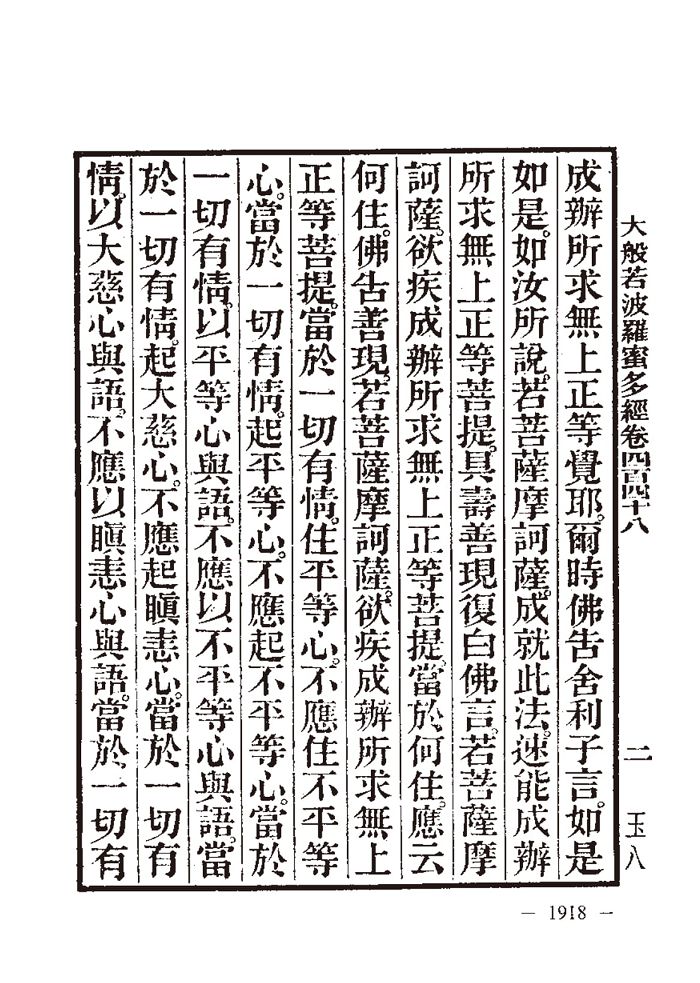 大般若波羅蜜多經卷四百四十八　二　玉八
成辦所求無上正等覺耶。爾時佛告舍利子言。如是
如是。如汝所說。若菩薩摩訶薩。成就此法。速能成辦
所求無上正等菩提。具壽善現復白佛言。若菩薩摩
訶薩。欲疾成辦所求無上正等菩提。當於何住。應云
何住。佛告善現。若菩薩摩訶薩。欲疾成辦所求無上
正等菩提。當於一切有情。住平等心。不應住不平等
心。當於一切有情。起平等心。不應起不平等心。當於
一切有情。以平等心與語。不應以不平等心與語。當
於一切有情。起大慈心。不應起瞋恚心。當於一切有
情。以大慈心與語。不應以瞋恚心與語。當於一切有
— 1918 —